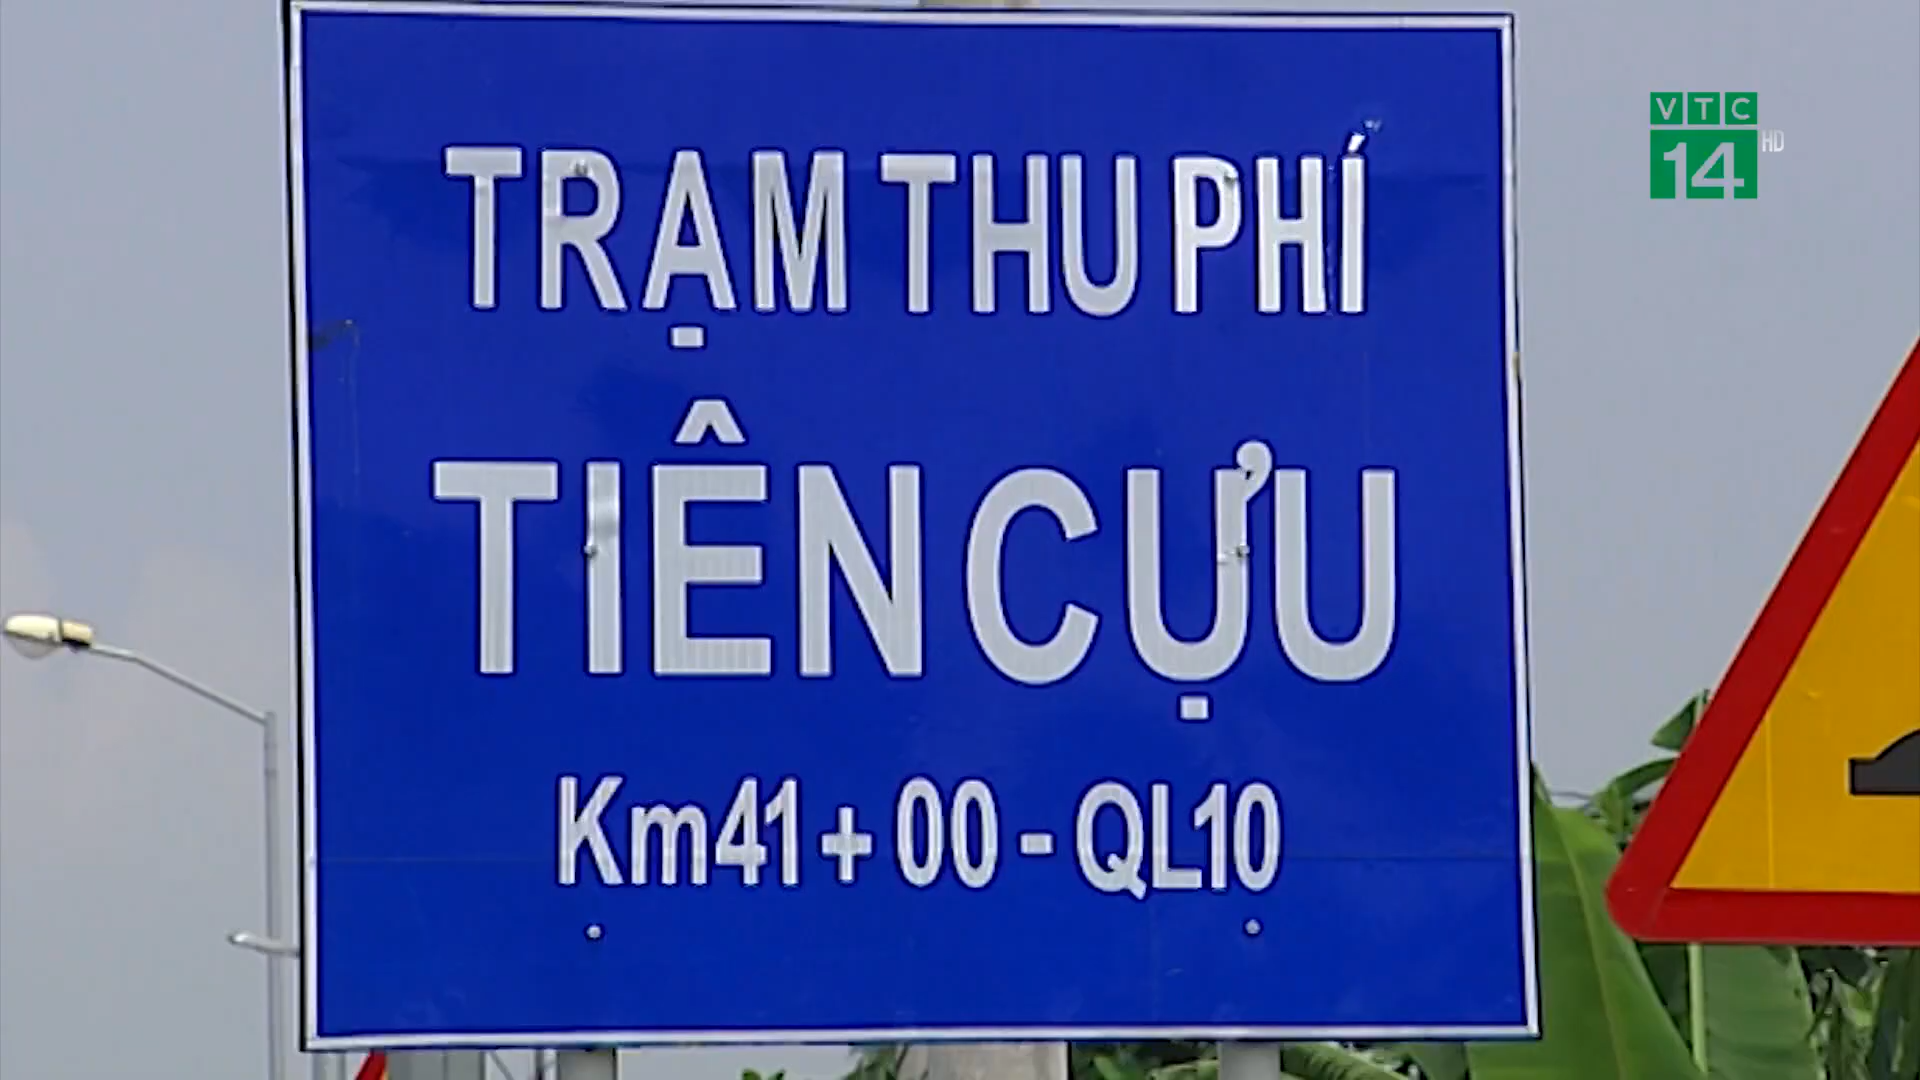 VTC
14 HD
TRẠM THU PHÍ
TIÊN CỰU
Km41+00-QL10